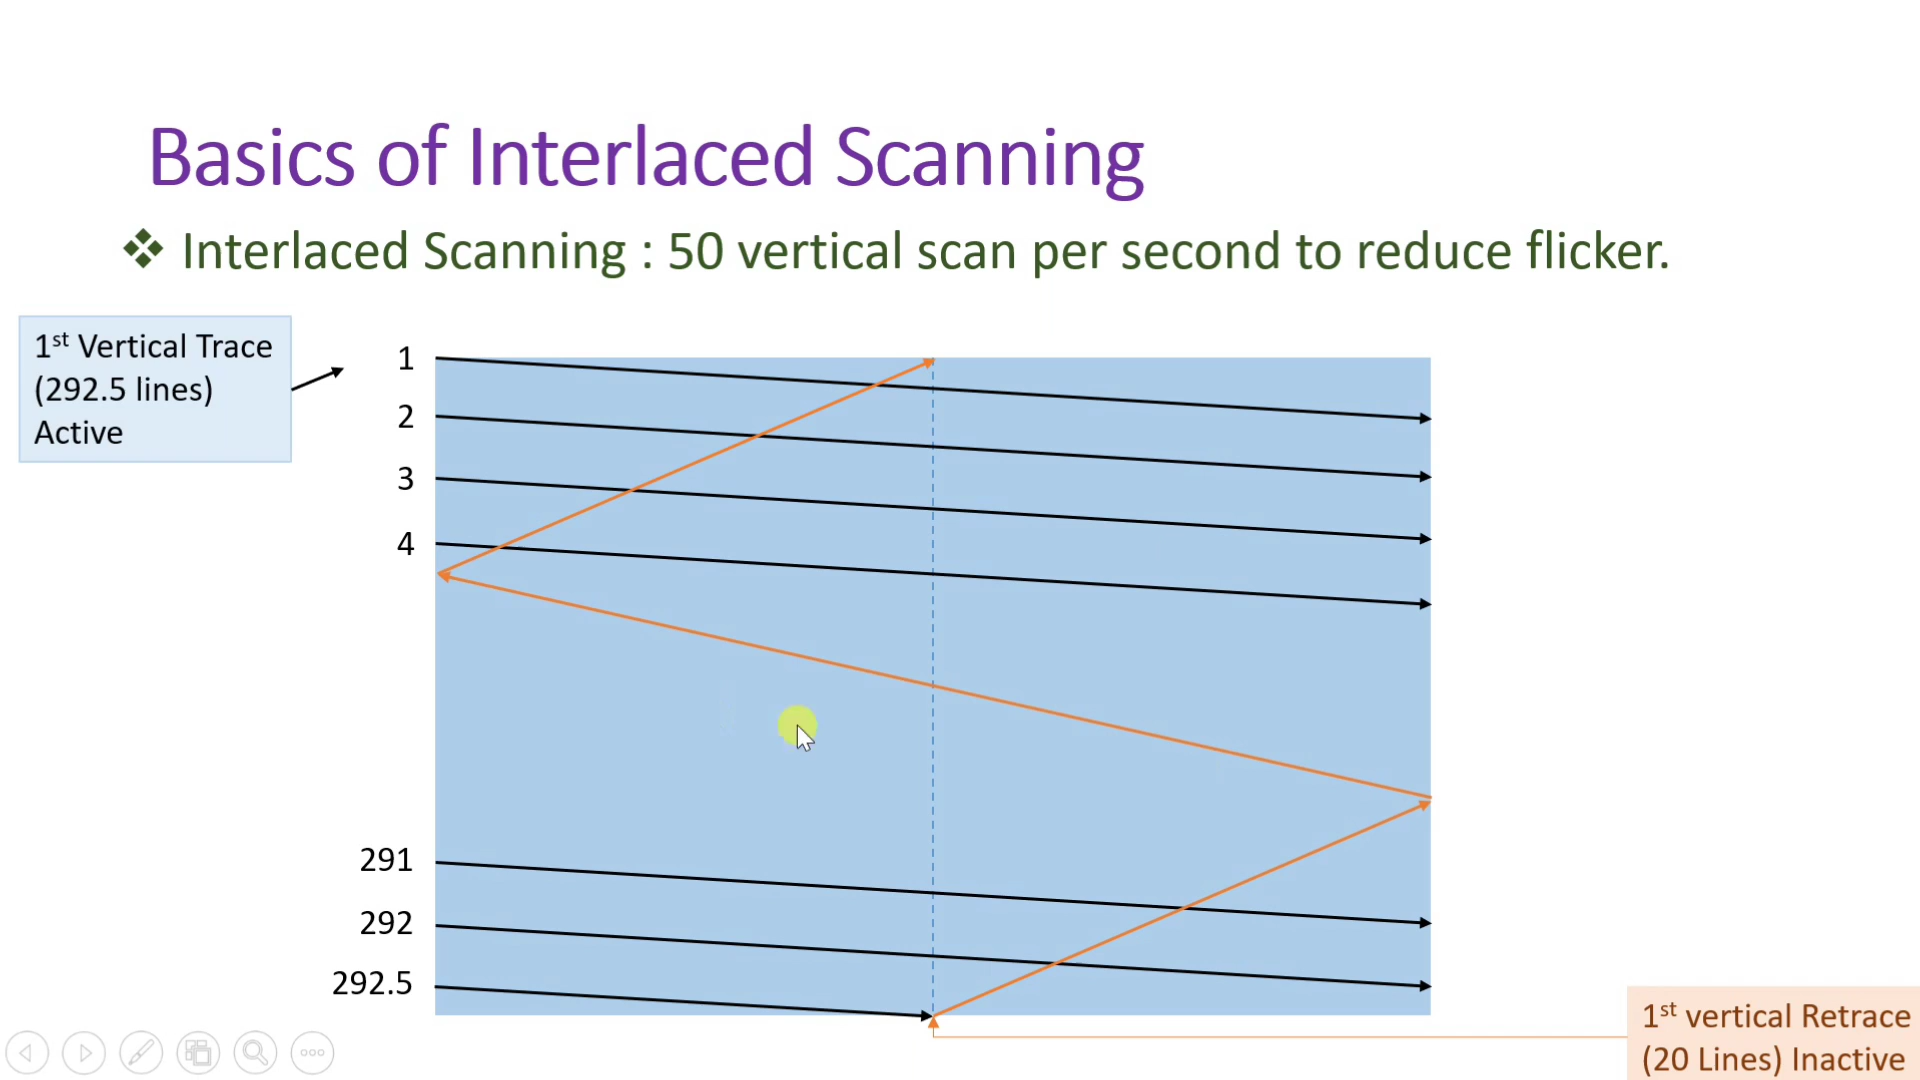 Basics of Interlaced Scanning
❖ Interlaced Scanning : 50 vertical scan per second to reduce flicker.
1st Vertical Trace
(292.5 lines)
Active
1
2
3
4
291
292
292.5
1st vertical Retrace
(20 Lines) Inactive